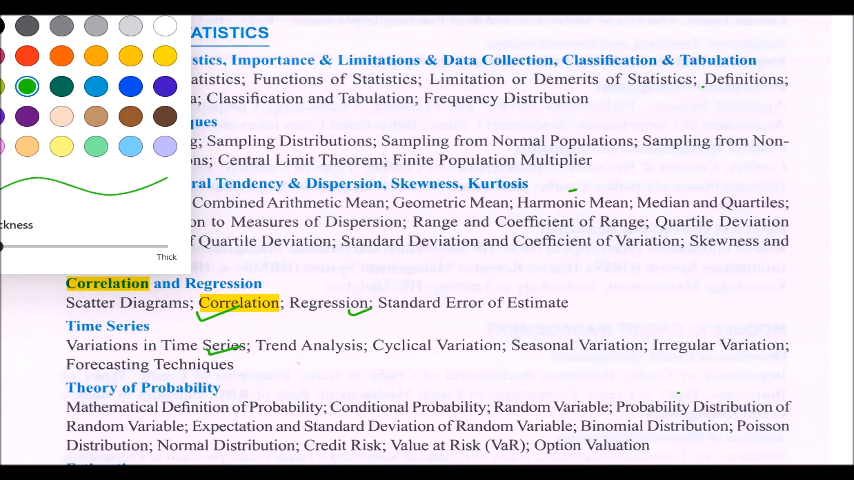 ATISTICS
stics, Importance & Limitations & Data Collection, Classification & Tabulation
atistics; Functions of Statistics; Limitation or Demerits of Statistics; Definitions;
a; Classification and Tabulation; Frequency Distribution
ques
g; Sampling Distributions; Sampling from Normal Populations; Sampling from Non-
ons; Central Limit Theorem; Finite Population Multiplier
ral Tendency & Dispersion, Skewness, Kurtosis
Combined Arithmetic Mean; Geometric Mean; Harmonic Mean; Median and Quartiles;
on to Measures of Dispersion; Range and Coefficient of Range; Quartile Deviation
of Quartile Deviation; Standard Deviation and Coefficient of Variation; Skewness and
ckness
Thick
Correlation and Regression
Scatter Diagrams; Correlation; Regression; Standard Error of Estimate
Time Series
Variations in Time Series; Trend Analysis; Cyclical Variation; Seasonal Variation; Irregular Variation;
Forecasting Techniques
Theory of Probability
Mathematical Definition of Probability; Conditional Probability; Random Variable; Probability Distribution of
Random Variable; Expectation and Standard Deviation of Random Variable; Binomial Distribution; Poisson
Distribution; Normal Distribution; Credit Risk; Value at Risk (VaR); Option Valuation